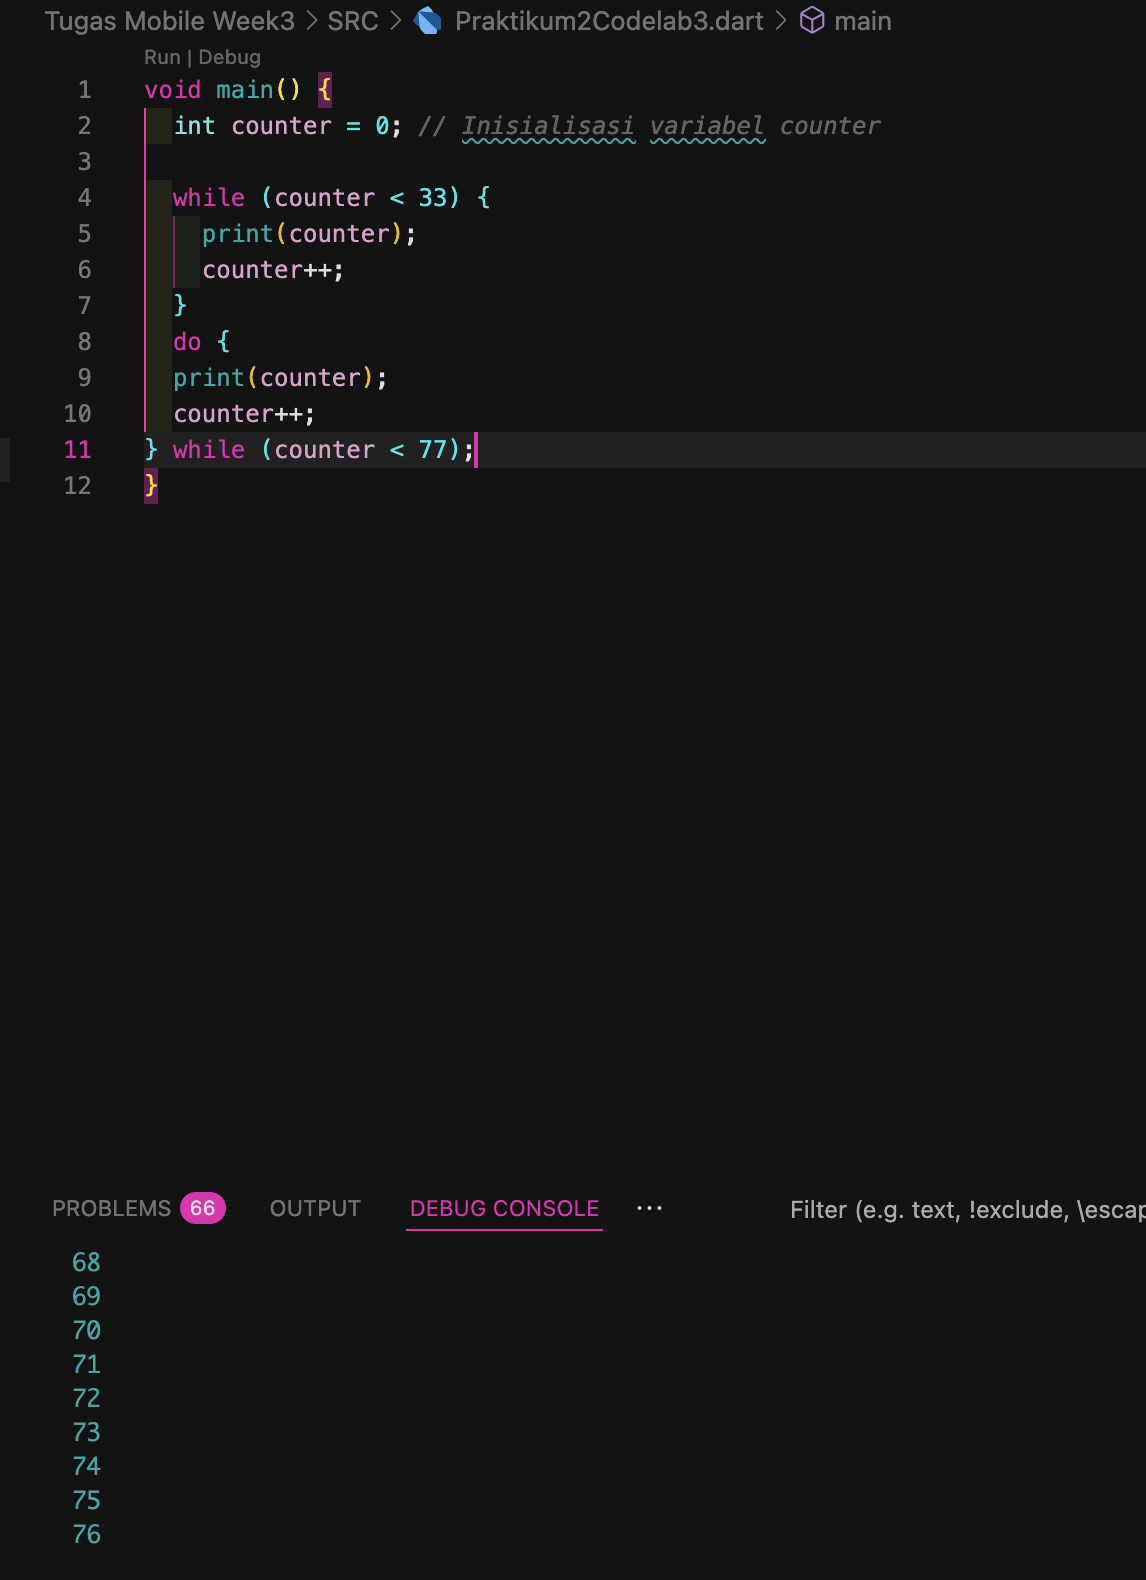 Tugas Mobile Week3 > SRC > Praktikum2Codelab3.dart > main
Run | Debug
1 void main() {
2 int counter = 0; // Inisialisasi variabel counter
3
4 while (counter < 33) {
5 print(counter);
6 counter++;
7 }
8 do {
9 print(counter);
10 counter++;
11 } while (counter < 77);
12 }
PROBLEMS 66 OUTPUT DEBUG CONSOLE ··· Filter (e.g. text, !exclude, \escap
68
69
70
71
72
73
74
75
76